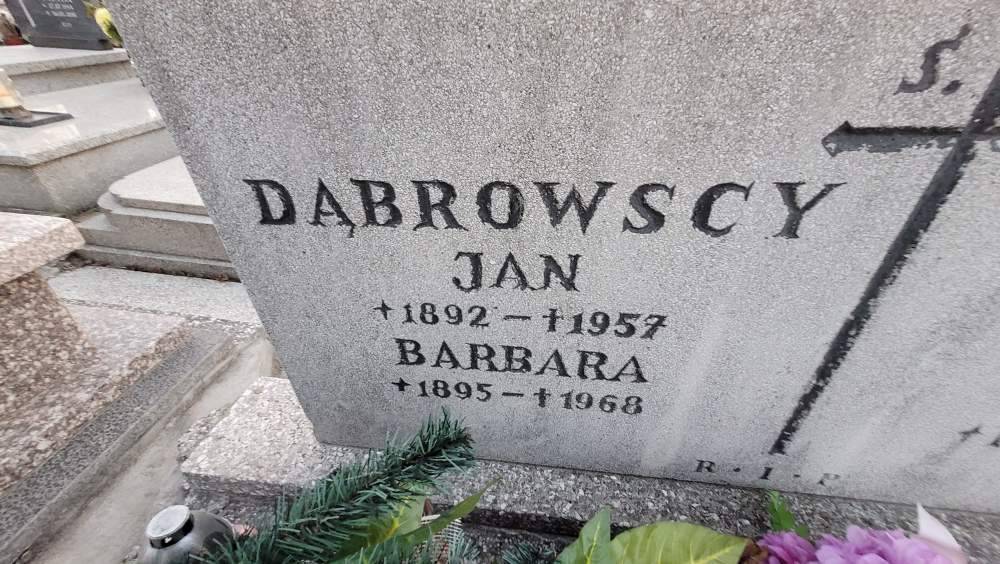 Ś.
DĄBROWSCY
JAN
+1892 - †1957
BARBARA
+1895 - †1968
R · I · P